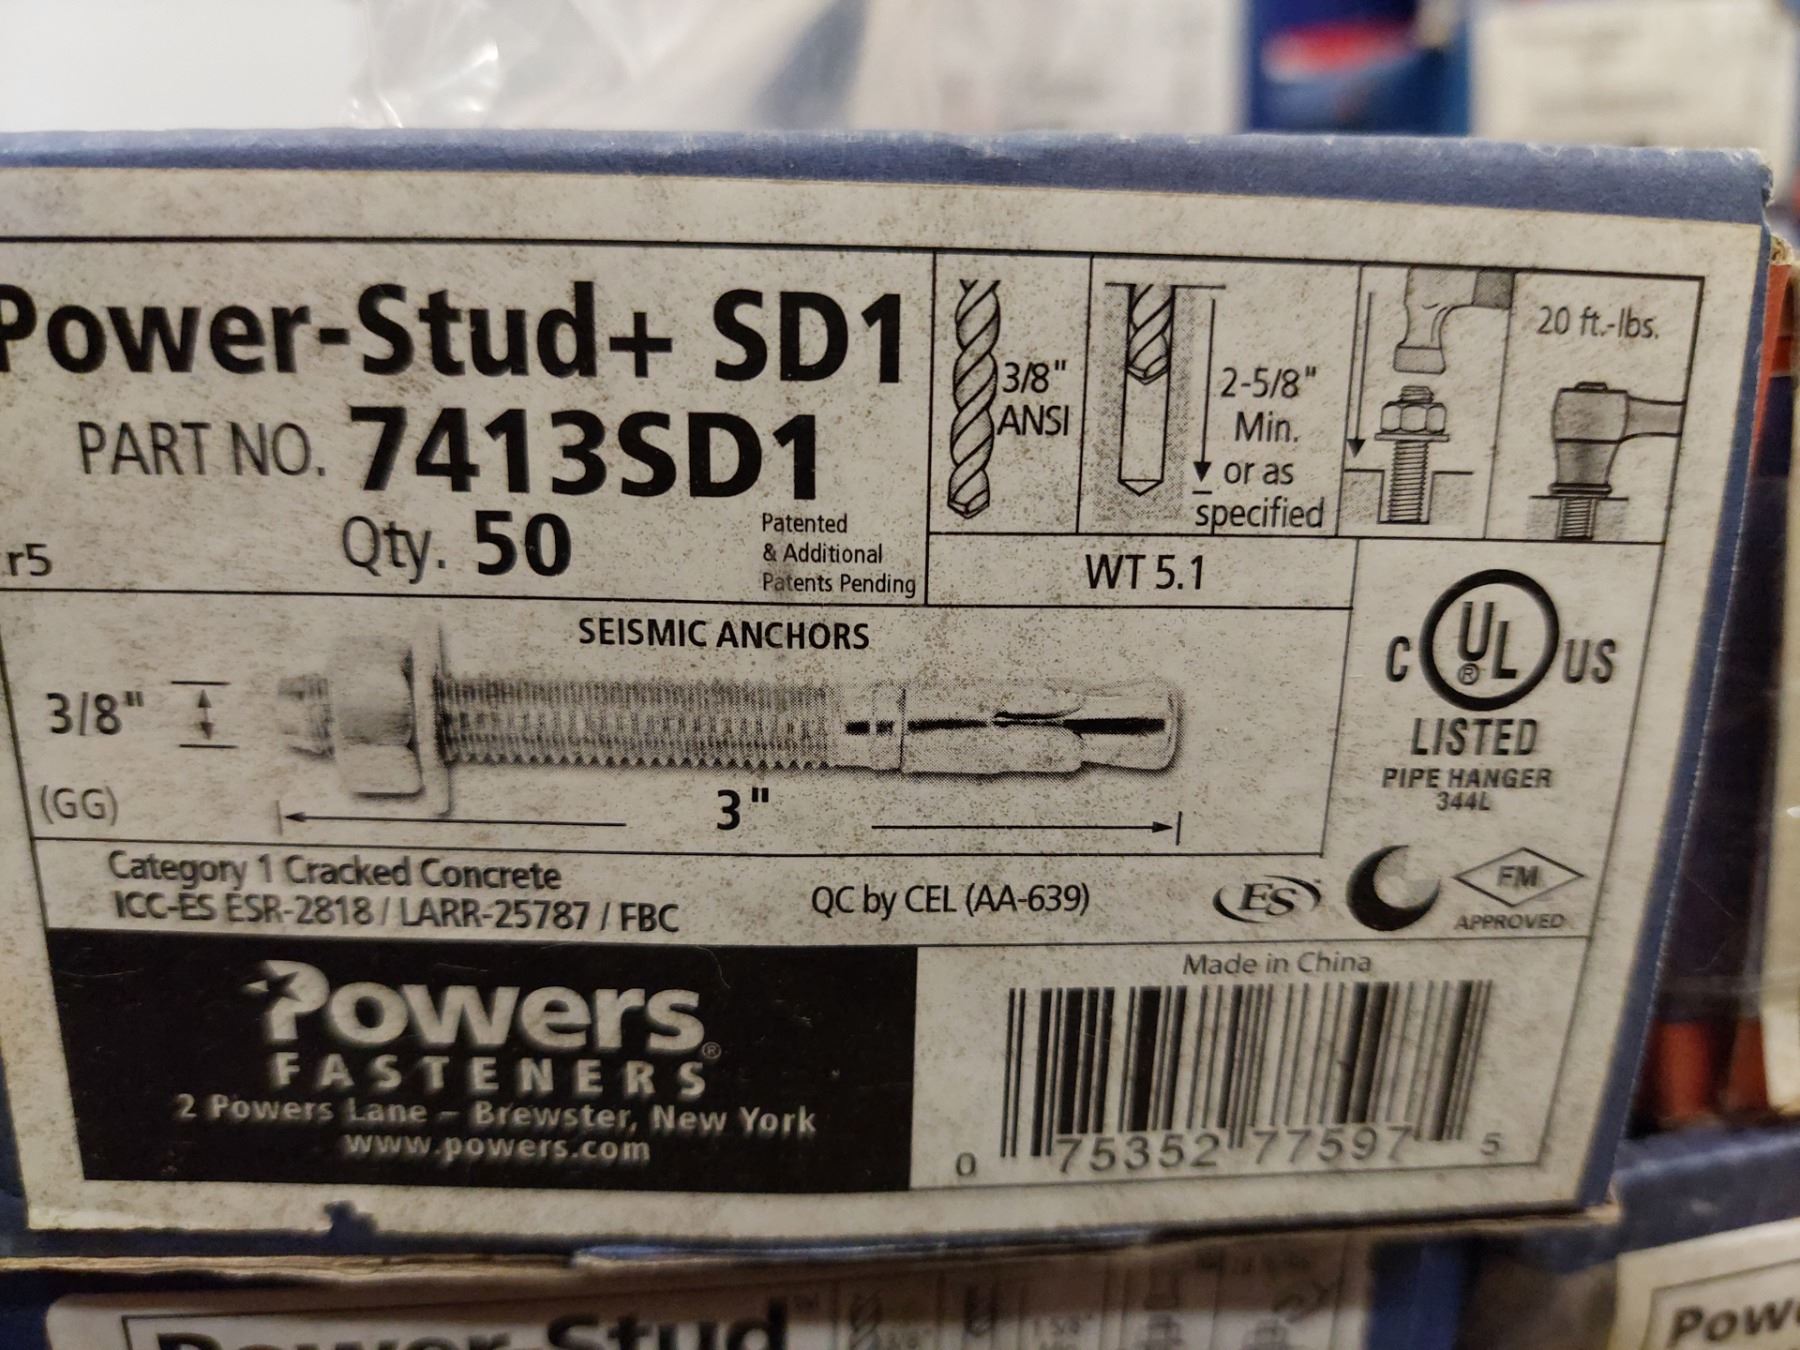 Power-Stud+ SD1
PART NO. 7413SD1
Qty. 50
r5
Patented
& Additional
Patents Pending
3/8"
ANSI
2-5/8"
Min.
or as
specified
20 ft.-lbs.
WT 5.1
SEISMIC ANCHORS
3/8"
(GG)
3"
C UL ® US
LISTED
PIPE HANGER
344L
Category 1 Cracked Concrete
ICC-ES ESR-2818 / LARR-25787 / FBC
QC by CEL (AA-639)
ES
FM
APPROVED
Powers®
FASTENERS
2 Powers Lane – Brewster, New York
www.powers.com
Made in China
0 75352 77597 5
Power-Stud
Pow